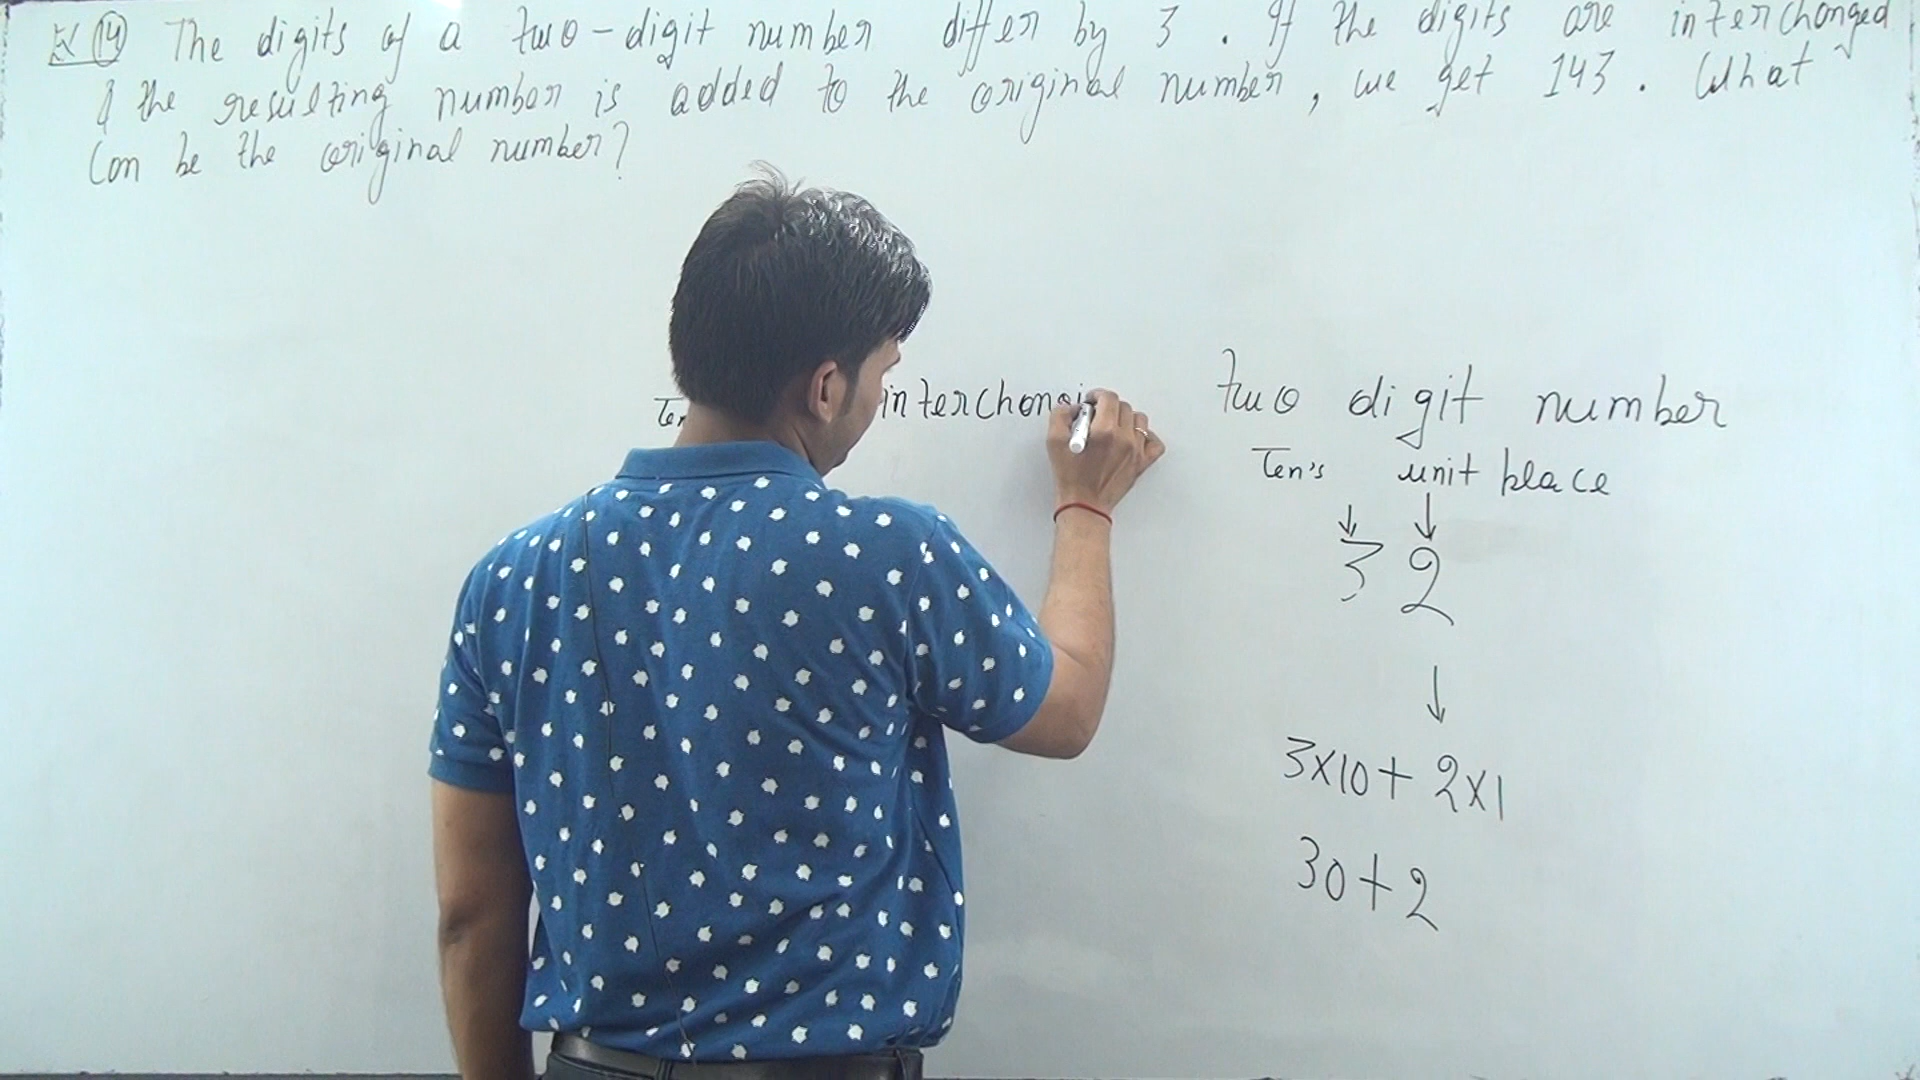 Ex 14 The digits of a two-digit number differ by 3. If the digits are interchanged
& the resulting number is added to the original number, we get 143. What
can be the original number?
interchangi
two digit number
Ten's unit place
32
3x10+2x1
30+2